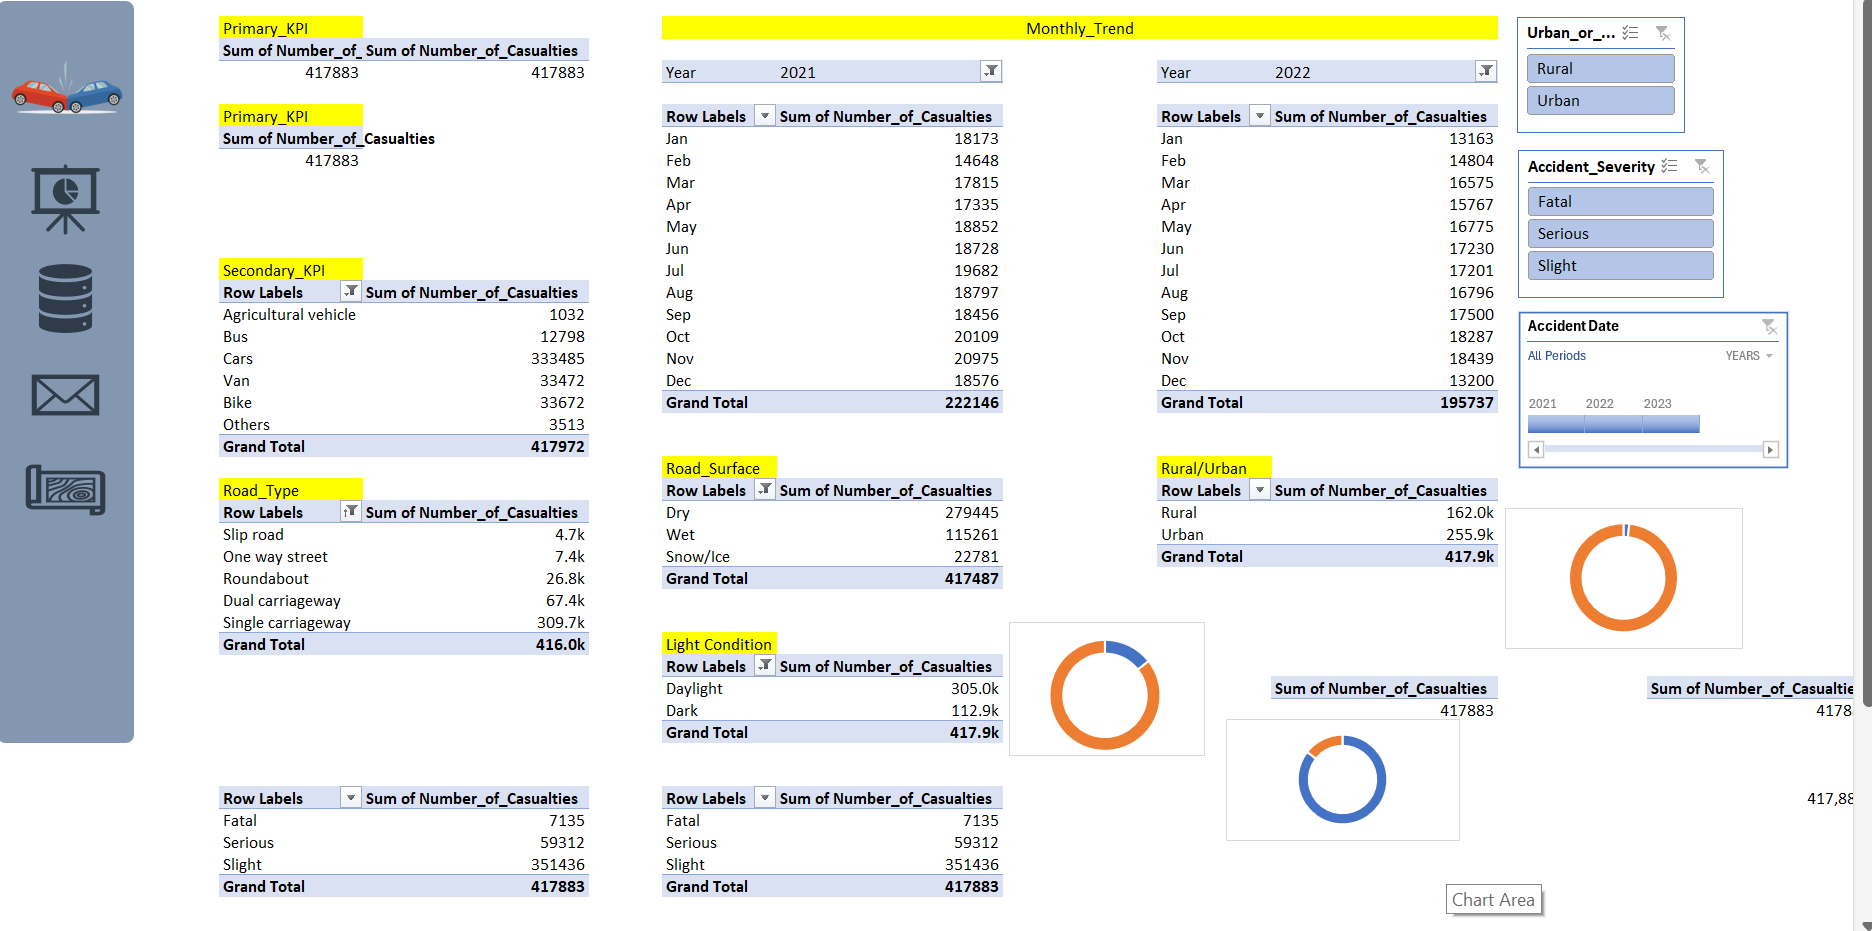 Primary_KPI
Sum of Number_of_ Sum of Number_of_Casualties
417883 417883
Primary_KPI
Sum of Number_of_Casualties
417883
Secondary_KPI
Row Labels Sum of Number_of_Casualties
Agricultural vehicle 1032
Bus 12798
Cars 333485
Van 33472
Bike 33672
Others 3513
Grand Total 417972
Road_Type
Row Labels Sum of Number_of_Casualties
Slip road 4.7k
One way street 7.4k
Roundabout 26.8k
Dual carriageway 67.4k
Single carriageway 309.7k
Grand Total 416.0k
Row Labels Sum of Number_of_Casualties
Fatal 7135
Serious 59312
Slight 351436
Grand Total 417883
Monthly_Trend
Year 2021
Row Labels Sum of Number_of_Casualties
Jan 18173
Feb 14648
Mar 17815
Apr 17335
May 18852
Jun 18728
Jul 19682
Aug 18797
Sep 18456
Oct 20109
Nov 20975
Dec 18576
Grand Total 222146
Year 2022
Row Labels Sum of Number_of_Casualties
Jan 13163
Feb 14804
Mar 16575
Apr 15767
May 16775
Jun 17230
Jul 17201
Aug 16796
Sep 17500
Oct 18287
Nov 18439
Dec 13200
Grand Total 195737
Road_Surface
Row Labels Sum of Number_of_Casualties
Dry 279445
Wet 115261
Snow/Ice 22781
Grand Total 417487
Rural/Urban
Row Labels Sum of Number_of_Casualties
Rural 162.0k
Urban 255.9k
Grand Total 417.9k
Light Condition
Row Labels Sum of Number_of_Casualties
Daylight 305.0k
Dark 112.9k
Grand Total 417.9k
Row Labels Sum of Number_of_Casualties
Fatal 7135
Serious 59312
Slight 351436
Grand Total 417883
Sum of Number_of_Casualties
417883
Urban_or_...
Rural
Urban
Accident_Severity
Fatal
Serious
Slight
Accident Date
All Periods YEARS
2021 2022 2023
Sum of Number_of_Casualtie
4178
417,88
Chart Area